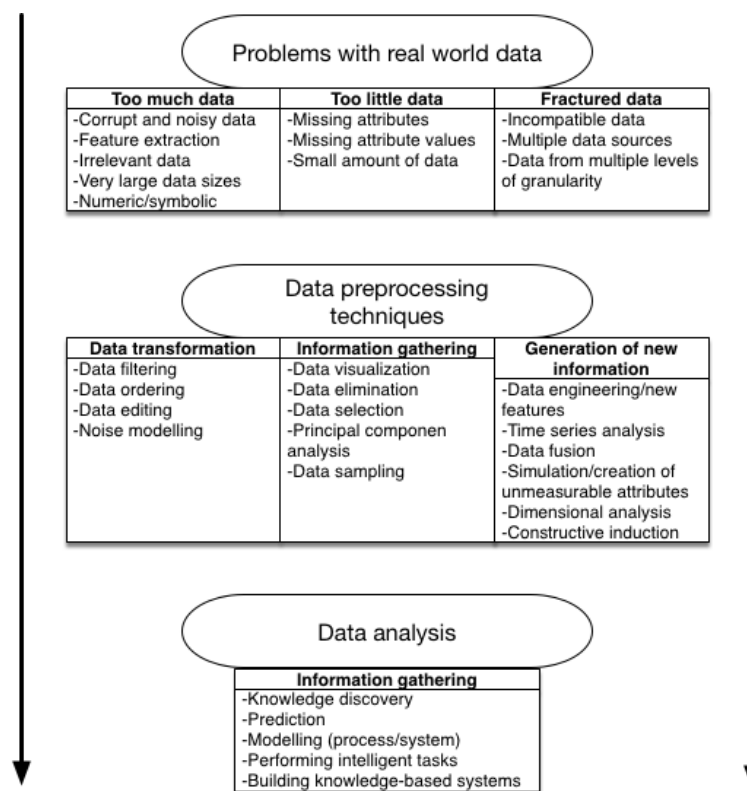 Problems with real world data
Too much data
-Corrupt and noisy data
-Feature extraction
-Irrelevant data
-Very large data sizes
-Numeric/symbolic
Too little data
-Missing attributes
-Missing attribute values
-Small amount of data
Fractured data
-Incompatible data
-Multiple data sources
-Data from multiple levels
of granularity
Data preprocessing
techniques
Data transformation
-Data filtering
-Data ordering
-Data editing
-Noise modelling
Information gathering
-Data visualization
-Data elimination
-Data selection
-Principal componen
analysis
-Data sampling
Generation of new
information
-Data engineering/new
features
-Time series analysis
-Data fusion
-Simulation/creation of
unmeasurable attributes
-Dimensional analysis
-Constructive induction
Data analysis
Information gathering
-Knowledge discovery
-Prediction
-Modelling (process/system)
-Performing intelligent tasks
-Building knowledge-based systems